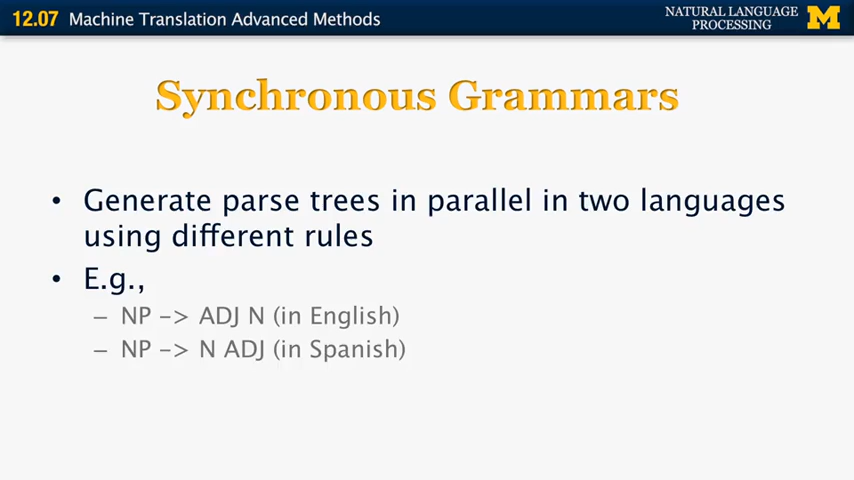 12.07 Machine Translation Advanced Methods
NATURAL LANGUAGE
PROCESSING
M
Synchronous Grammars
• Generate parse trees in parallel in two languages
using different rules
• E.g.,
– NP –> ADJ N (in English)
– NP –> N ADJ (in Spanish)